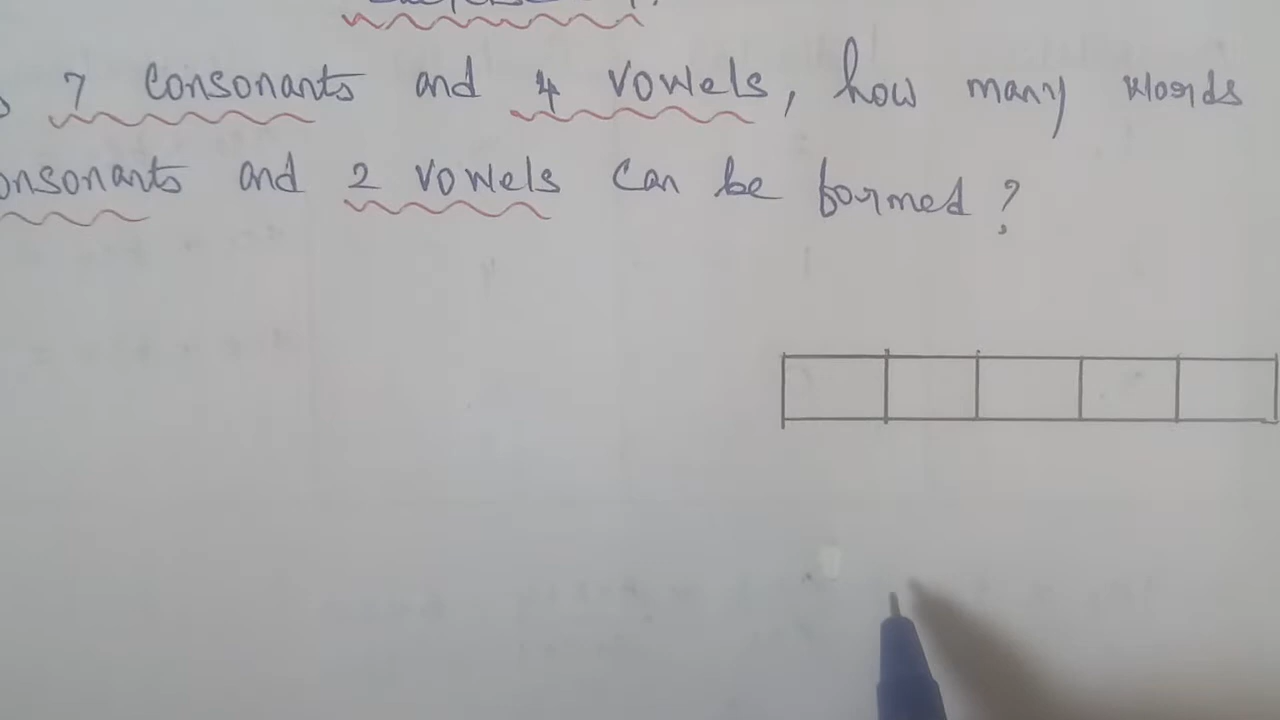 7 consonants and 4 vowels, how many words
onsonants and 2 vowels can be formed?